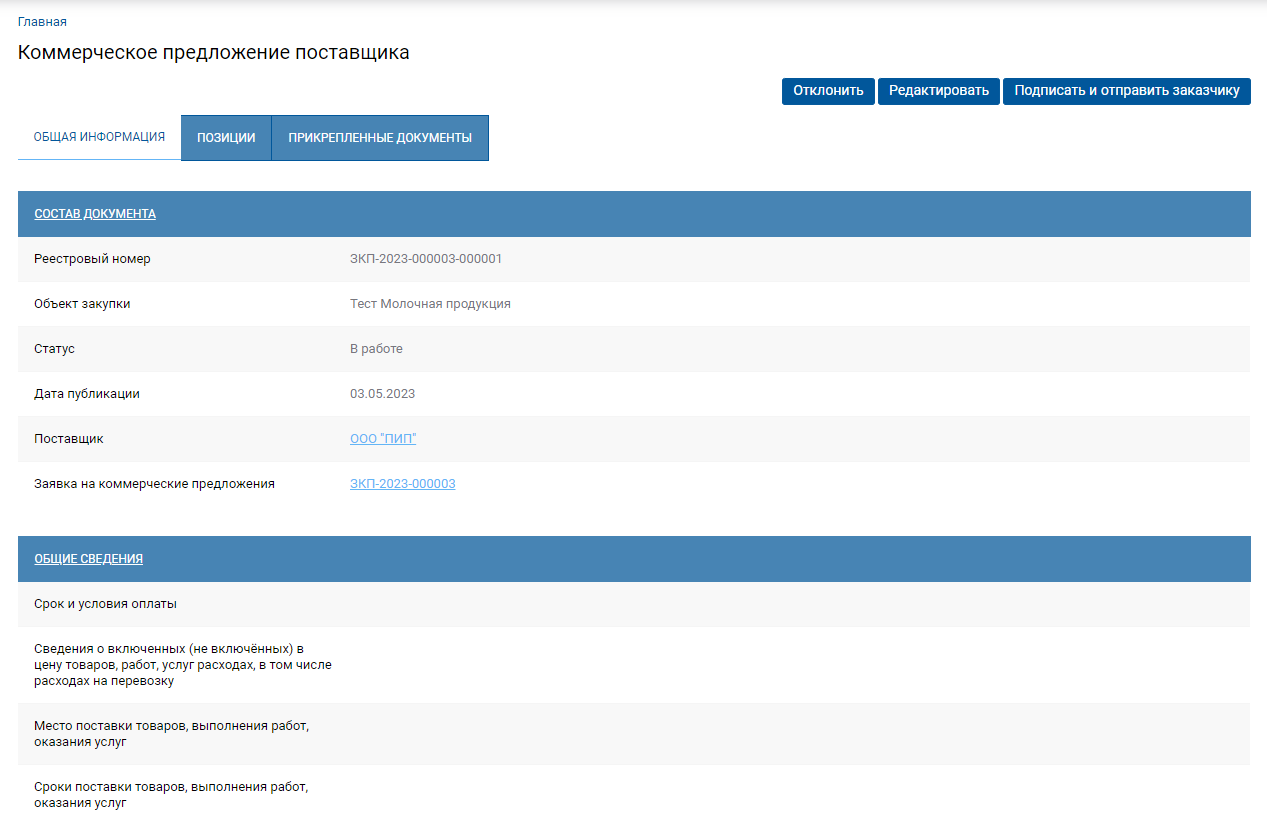 Главная
Коммерческое предложение поставщика
Отклонить Редактировать Подписать и отправить заказчику
ОБЩАЯ ИНФОРМАЦИЯ ПОЗИЦИИ ПРИКРЕПЛЕННЫЕ ДОКУМЕНТЫ
СОСТАВ ДОКУМЕНТА
Реестровый номер ЗКП-2023-000003-000001
Объект закупки Тест Молочная продукция
Статус В работе
Дата публикации 03.05.2023
Поставщик ООО "ПИП"
Заявка на коммерческие предложения ЗКП-2023-000003
ОБЩИЕ СВЕДЕНИЯ
Срок и условия оплаты
Сведения о включенных (не включённых) в
цену товаров, работ, услуг расходах, в том числе
расходах на перевозку
Место поставки товаров, выполнения работ,
оказания услуг
Сроки поставки товаров, выполнения работ,
оказания услуг